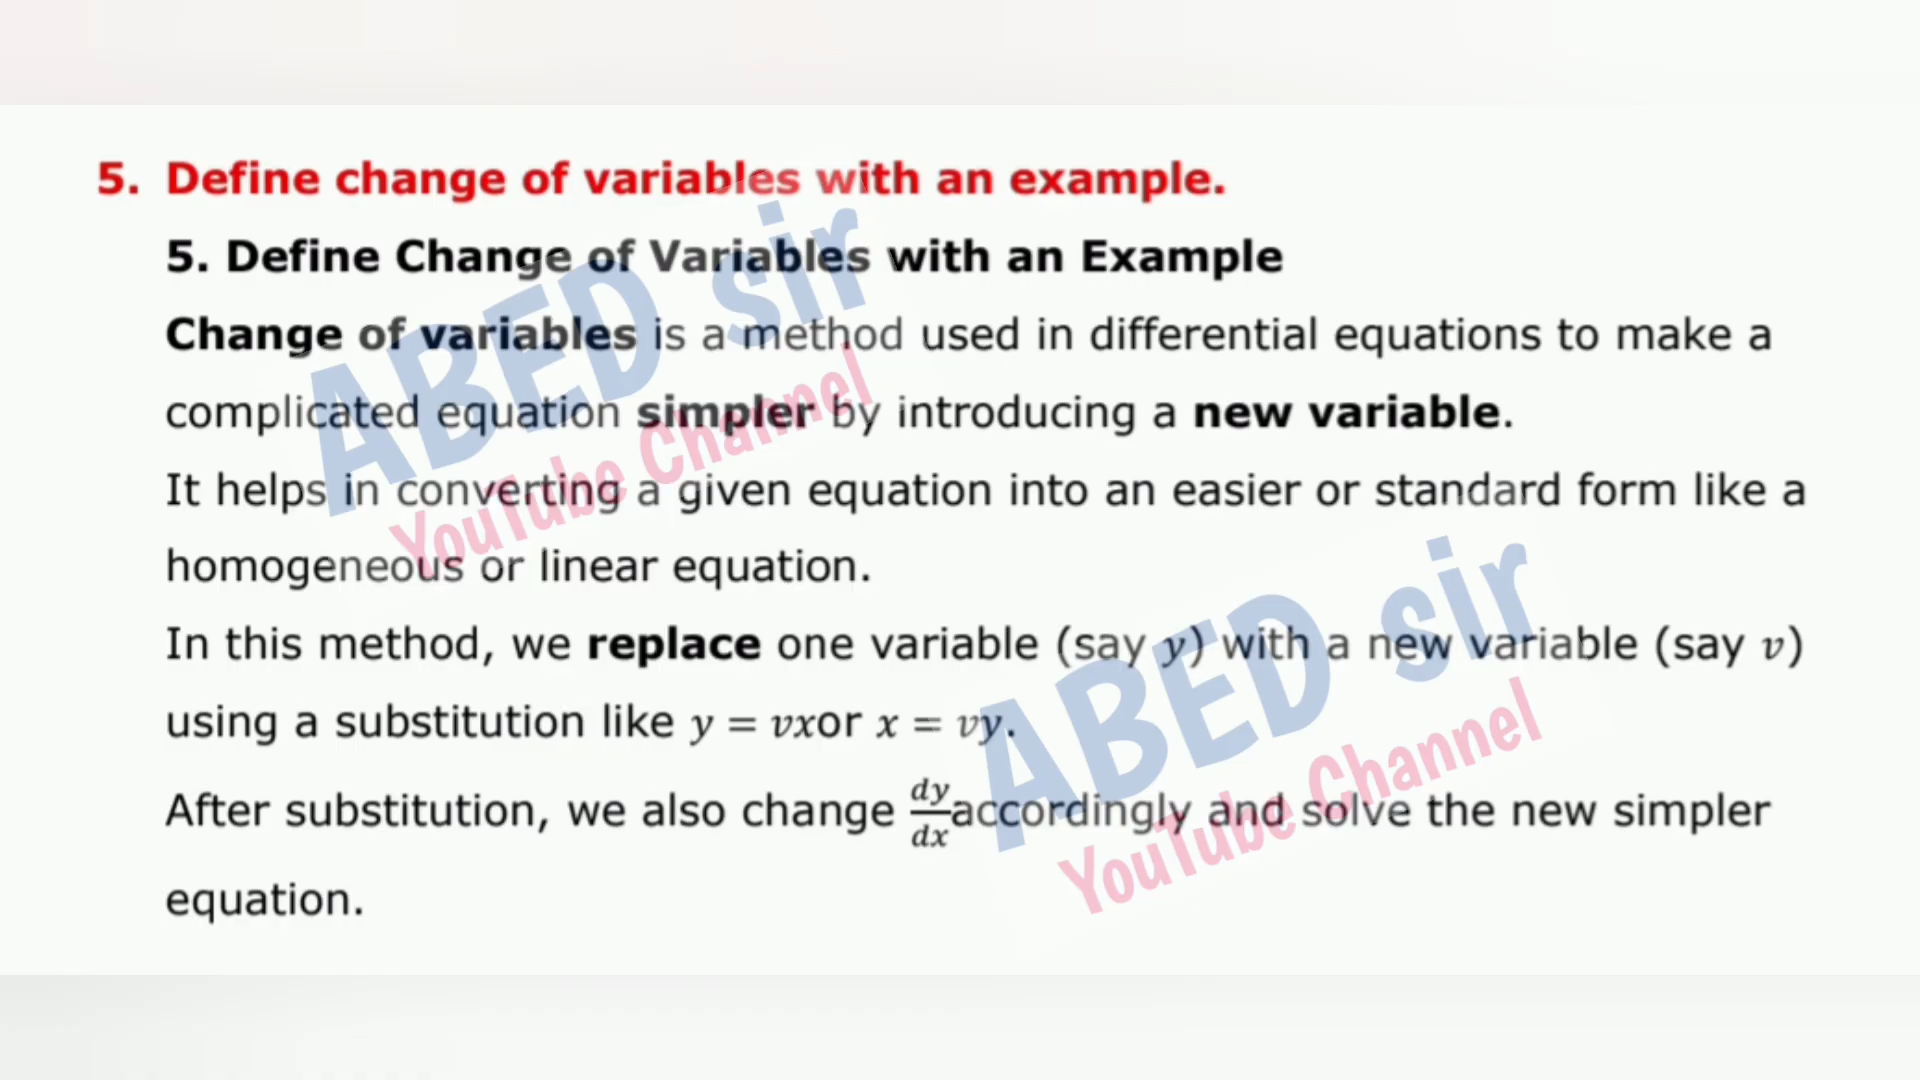 5. Define change of variables with an example.
5. Define Change of Variables with an Example
Change of variables is a method used in differential equations to make a
complicated equation simpler by introducing a new variable.
It helps in converting a given equation into an easier or standard form like a
homogeneous or linear equation.
In this method, we replace one variable (say y) with a new variable (say v)
using a substitution like y = vxor x = vy.
After substitution, we also change dy/dx accordingly and solve the new simpler
equation.
ABED sir
YouTube Channel
ABED sir
YouTube Channel